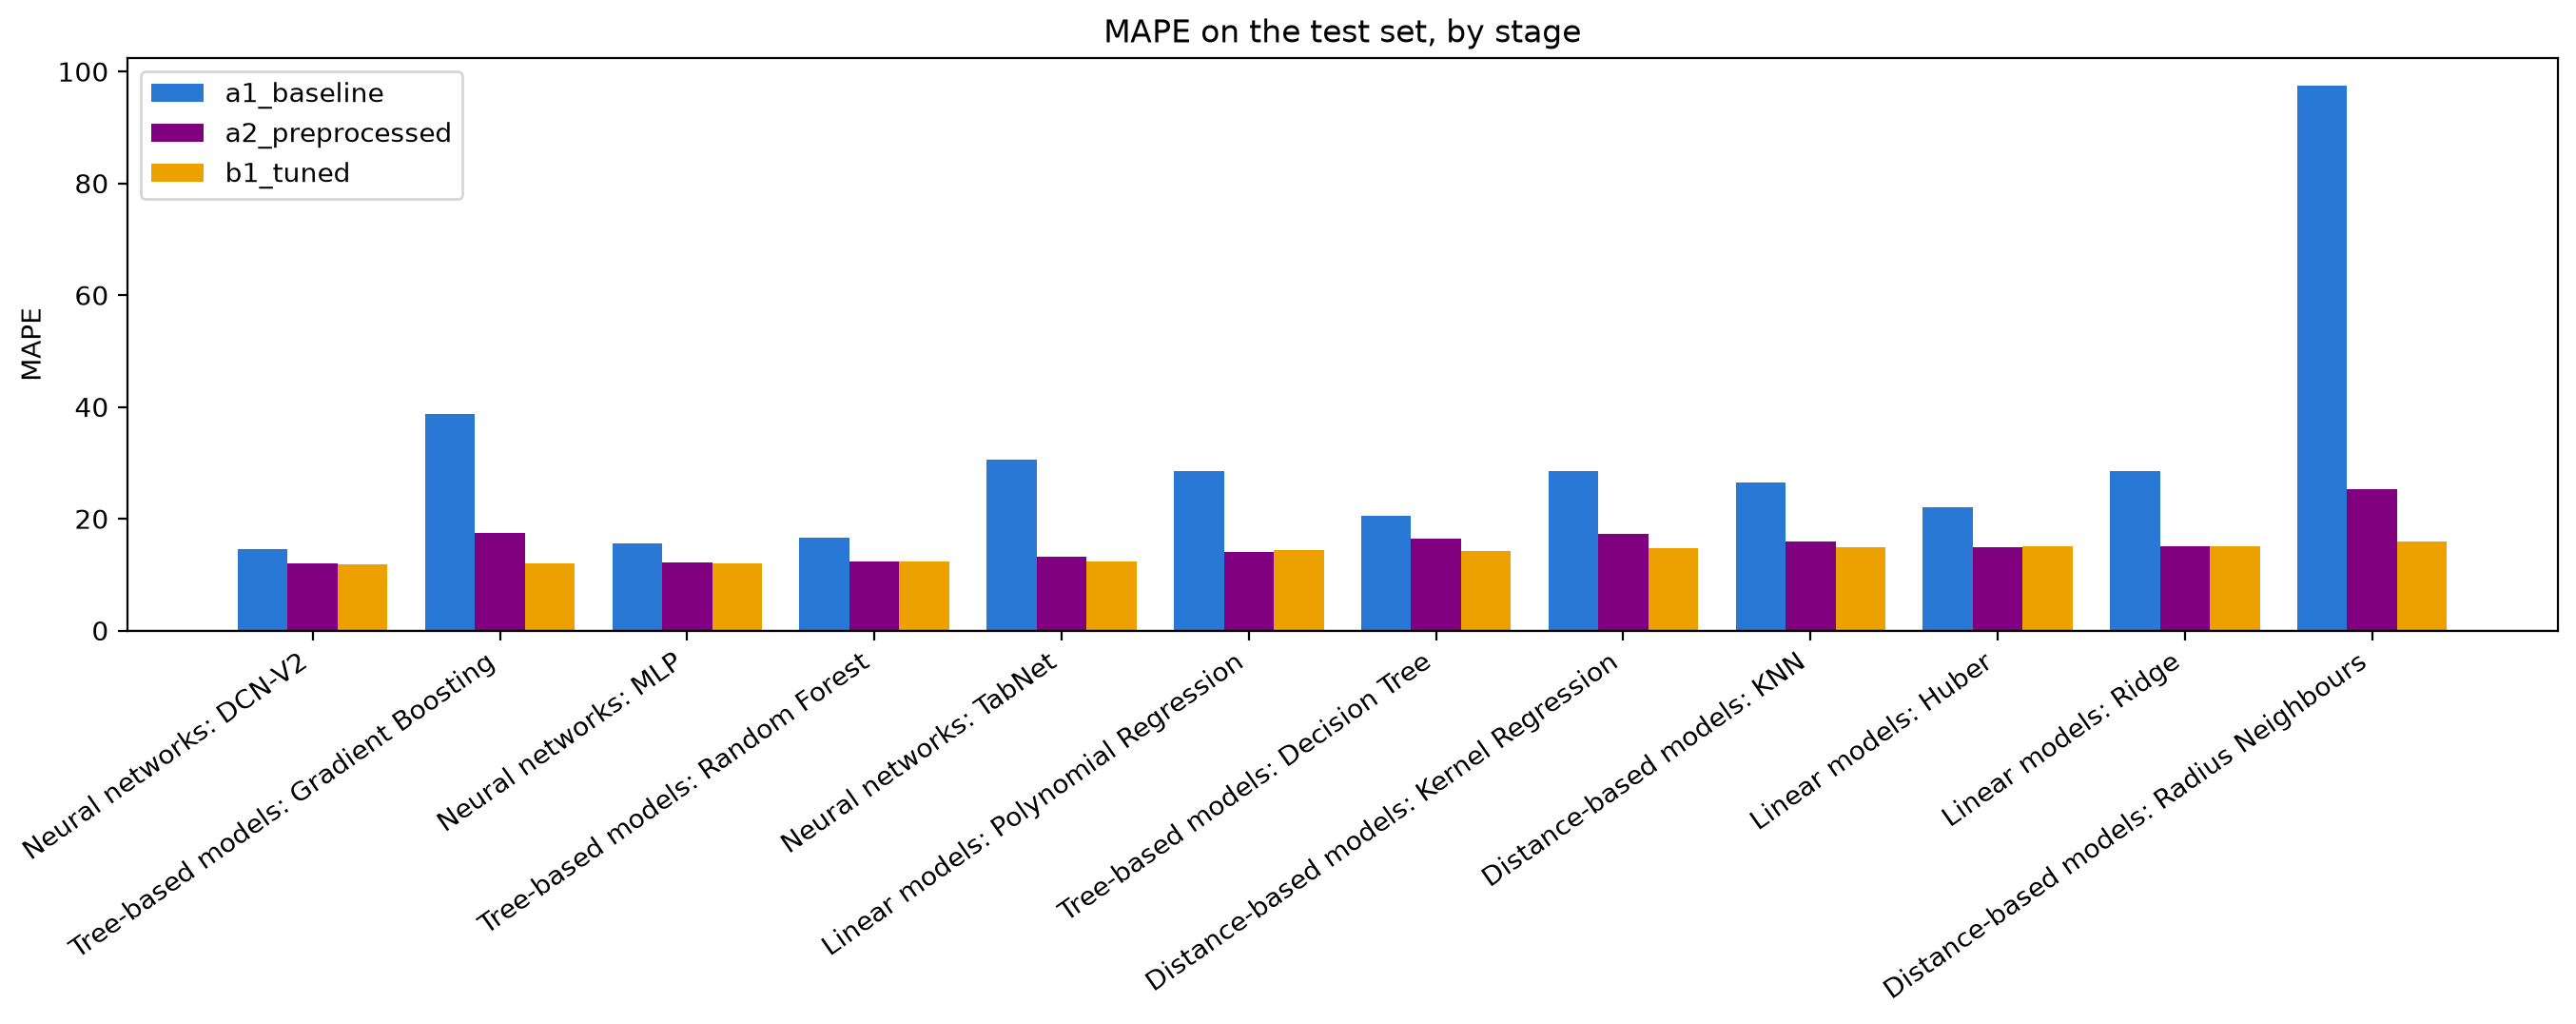 MAPE on the test set, by stage
a1_baseline
a2_preprocessed
b1_tuned
MAPE
100
80
60
40
20
0
Neural networks: DCN-V2
Tree-based models: Gradient Boosting
Neural networks: MLP
Tree-based models: Random Forest
Neural networks: TabNet
Linear models: Polynomial Regression
Tree-based models: Decision Tree
Distance-based models: Kernel Regression
Distance-based models: KNN
Linear models: Huber
Linear models: Ridge
Distance-based models: Radius Neighbours